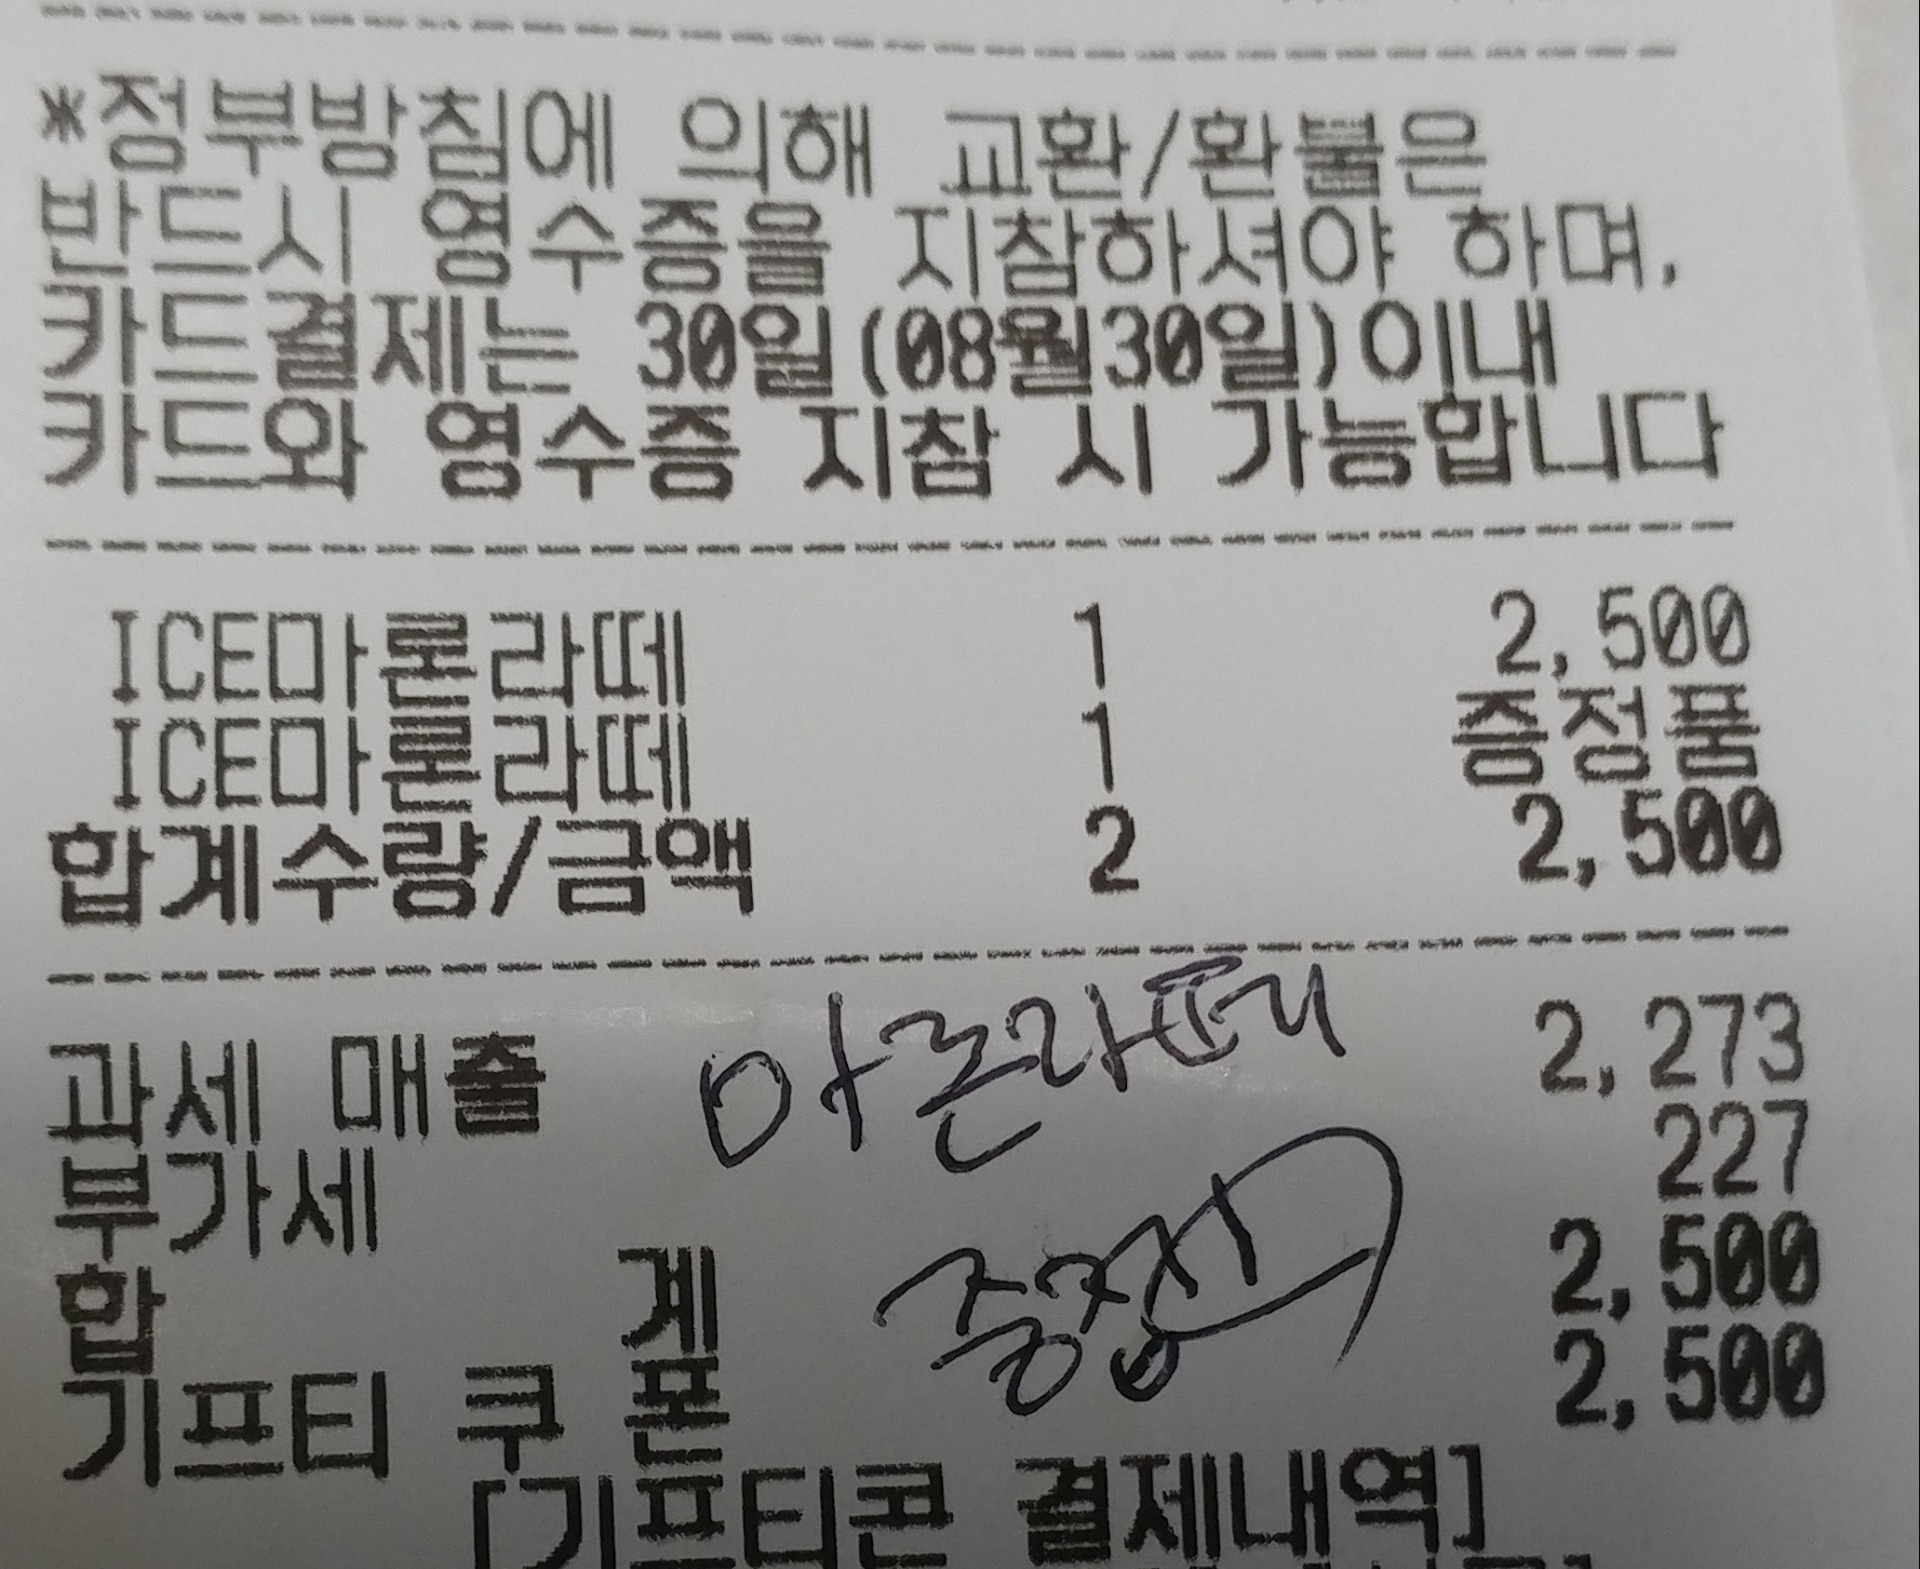 *정부방침에 의해 교환/환불은
반드시 영수증을 지참하셔야 하며,
카드결제는 30일(08월30일)이내
카드와 영수증 지참 시 가능합니다
ICE마론라떼 1 2,500
ICE마론라떼 1 증정품
합계수량/금액 2 2,500
과세 매출 2,273
마론라떼
부가세 227
증정
합 계 2,500
기프티 쿠폰 2,500
[기프티콘 결제내역]